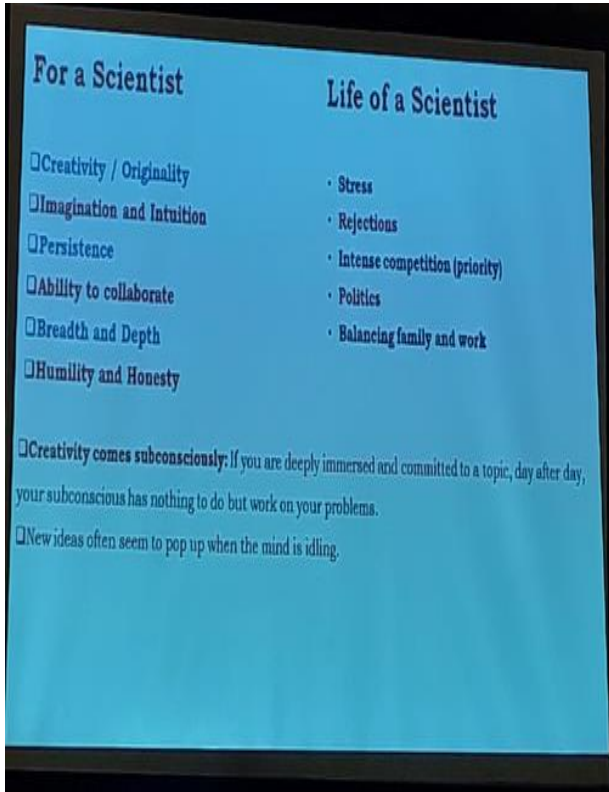 For a Scientist
❑Creativity / Originality
❑Imagination and Intuition
❑Persistence
❑Ability to collaborate
❑Breadth and Depth
❑Humility and Honesty
Life of a Scientist
• Stress
• Rejections
• Intense competition (priority)
• Politics
• Balancing family and work
❑Creativity comes subconsciously: If you are deeply immersed and committed to a topic, day after day,
your subconscious has nothing to do but work on your problems.
❑New ideas often seem to pop up when the mind is idling.